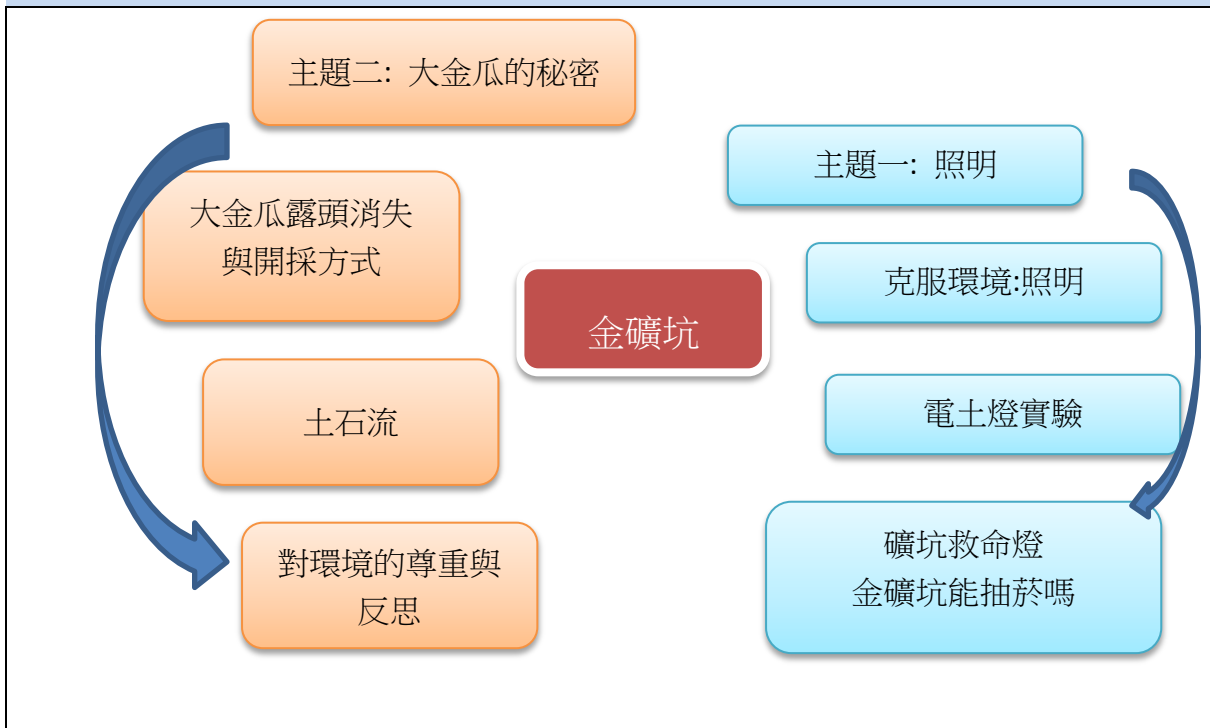 主題二: 大金瓜的秘密
大金瓜露頭消失
與開採方式
土石流
對環境的尊重與
反思
金礦坑
主題一: 照明
克服環境:照明
電土燈實驗
礦坑救命燈
金礦坑能抽菸嗎